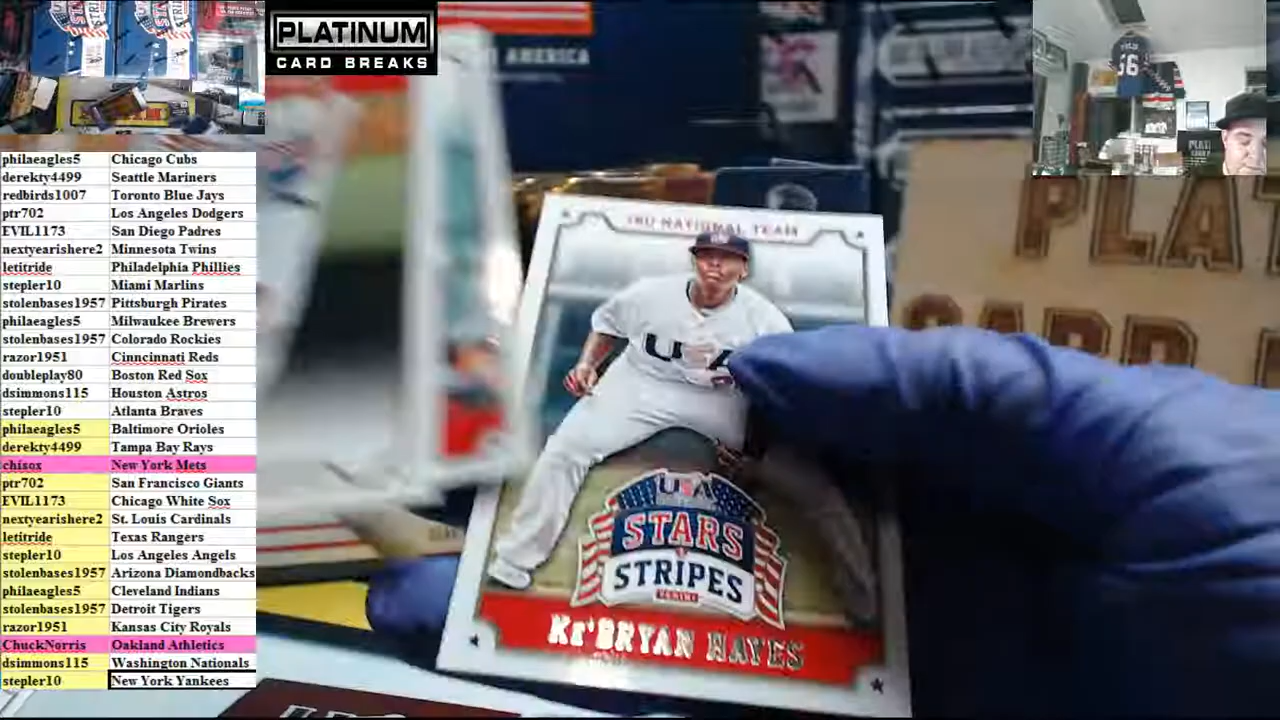 PLATINUM
CARD BREAKS
STARS
STRIPES
AMERICA
56
philaeagles5 Chicago Cubs
derekty4499 Seattle Mariners
redbirds1007 Toronto Blue Jays
ptr702 Los Angeles Dodgers
EVIL1173 San Diego Padres
nextyearishere2 Minnesota Twins
letitride Philadelphia Phillies
stepler10 Miami Marlins
stolenbases1957 Pittsburgh Pirates
philaeagles5 Milwaukee Brewers
stolenbases1957 Colorado Rockies
razor1951 Cinncincnati Reds
doubleplay80 Boston Red Sox
dsimmons115 Houston Astros
stepler10 Atlanta Braves
philaeagles5 Baltimore Orioles
derekty4499 Tampa Bay Rays
chisox New York Mets
ptr702 San Francisco Giants
EVIL1173 Chicago White Sox
nextyearishere2 St. Louis Cardinals
letitride Texas Rangers
stepler10 Los Angeles Angels
stolenbases1957 Arizona Diamondbacks
philaeagles5 Cleveland Indians
stolenbases1957 Detroit Tigers
razor1951 Kansas City Royals
ChuckNorris Oakland Athletics
dsimmons115 Washington Nationals
stepler10 New York Yankees
18U NATIONAL TEAM
USA
USA
STARS
STRIPES
PANINI
KE'BRYAN HAYES